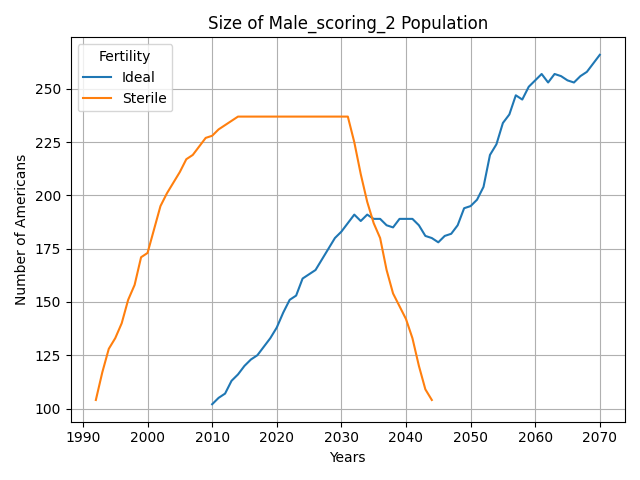 Size of Male_scoring_2 Population
Fertility
Ideal
Sterile
Number of Americans
250
225
200
175
150
125
100
1990 2000 2010 2020 2030 2040 2050 2060 2070
Years